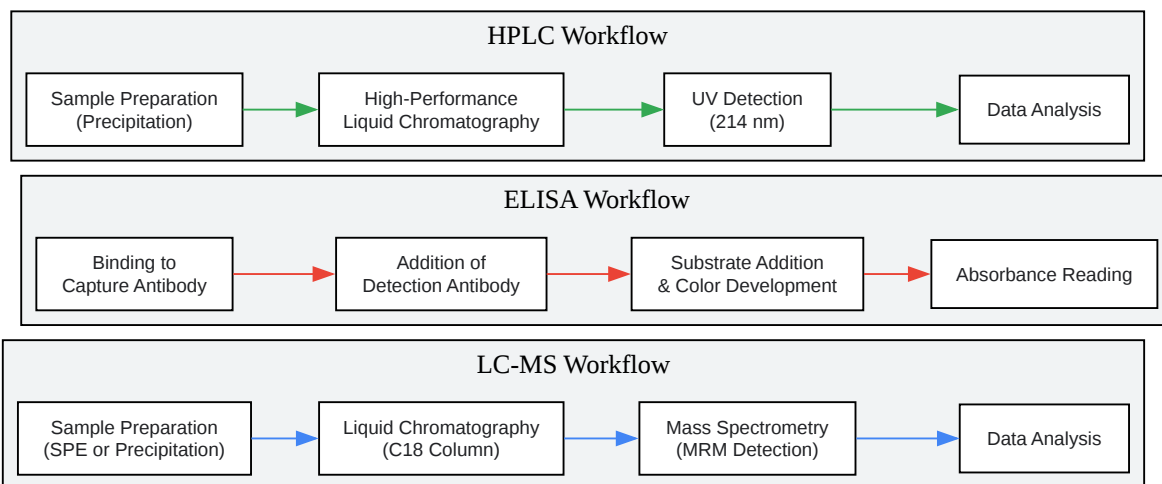 HPLC Workflow
Sample Preparation
(Precipitation)
High-Performance
Liquid Chromatography
UV Detection
(214 nm)
Data Analysis
ELISA Workflow
Binding to
Capture Antibody
Addition of
Detection Antibody
Substrate Addition
& Color Development
Absorbance Reading
LC-MS Workflow
Sample Preparation
(SPE or Precipitation)
Liquid Chromatography
(C18 Column)
Mass Spectrometry
(MRM Detection)
Data Analysis